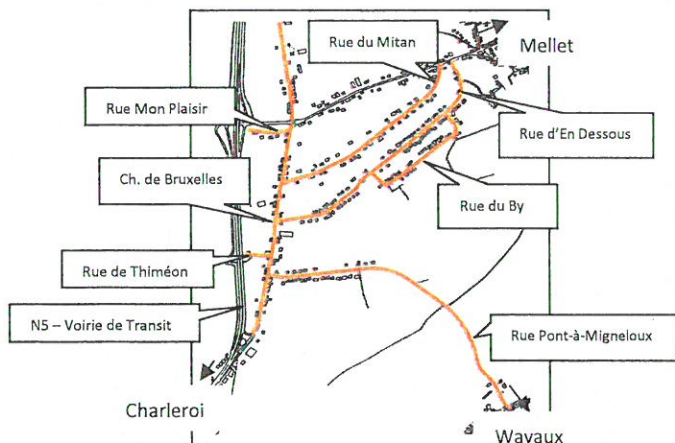 Rue du Mitan
Mellet
Rue Mon Plaisir
Rue d'En Dessous
Ch. de Bruxelles
Rue du By
Rue de Thiméon
N5 – Voirie de Transit
Rue Pont-à-Migneloux
Charleroi
Wayaux